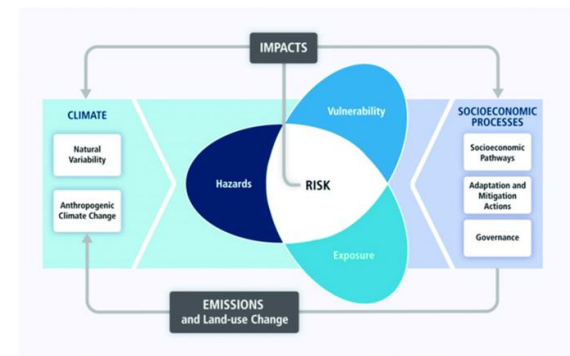 IMPACTS
CLIMATE
Natural
Variability
Anthropogenic
Climate Change
Vulnerability
Hazards
RISK
Exposure
SOCIOECONOMIC
PROCESSES
Socioeconomic
Pathways
Adaptation and
Mitigation
Actions
Governance
EMISSIONS
and Land-use Change